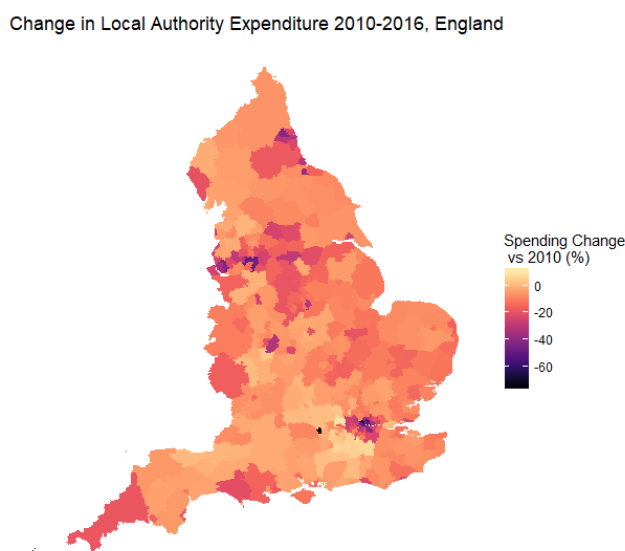 Change in Local Authority Expenditure 2010-2016, England
Spending Change
vs 2010 (%)
0
-20
-40
-60